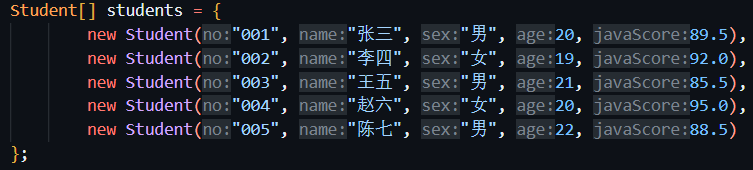 Student[] students = {
new Student(no:"001", name:"张三", sex:"男", age:20, javaScore:89.5),
new Student(no:"002", name:"李四", sex:"女", age:19, javaScore:92.0),
new Student(no:"003", name:"王五", sex:"男", age:21, javaScore:85.5),
new Student(no:"004", name:"赵六", sex:"女", age:20, javaScore:95.0),
new Student(no:"005", name:"陈七", sex:"男", age:22, javaScore:88.5)
};